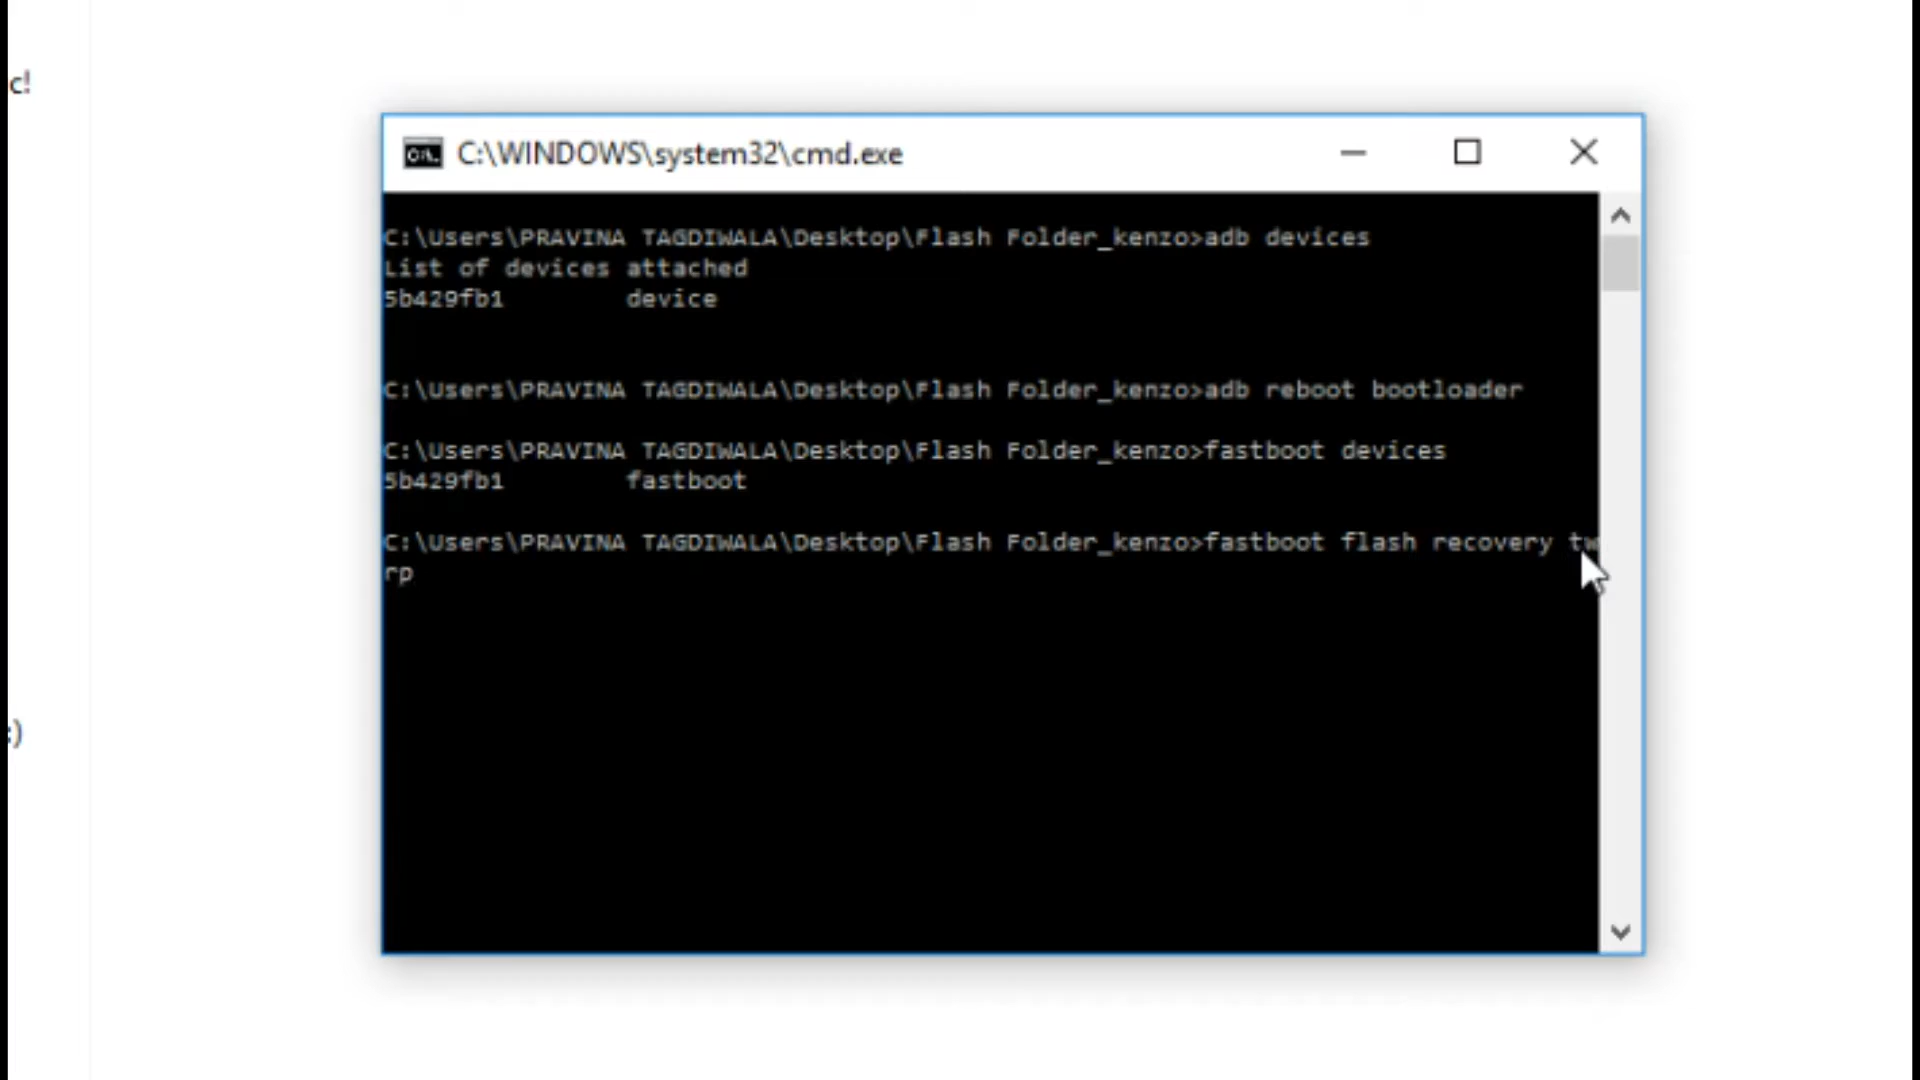 c!
C:\WINDOWS\system32\cmd.exe
C:\Users\PRAVINA TAGDIWALA\Desktop\Flash Folder_kenzo>adb devices
List of devices attached
5b429fb1        device
C:\Users\PRAVINA TAGDIWALA\Desktop\Flash Folder_kenzo>adb reboot bootloader
C:\Users\PRAVINA TAGDIWALA\Desktop\Flash Folder_kenzo>fastboot devices
5b429fb1        fastboot
C:\Users\PRAVINA TAGDIWALA\Desktop\Flash Folder_kenzo>fastboot flash recovery tw
rp
:)